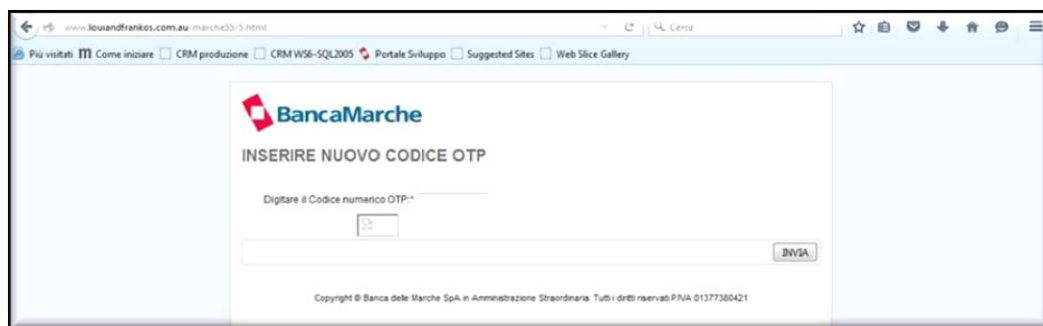 www.louiandfrankos.com.au/marche55/5.html
Cerco
Più visitati Come iniziare CRM produzione CRM WS6-SQL2005 Portale Sviluppo Suggested Sites Web Slice Gallery
BancaMarche
INSERIRE NUOVO CODICE OTP
Digitare il Codice numerico OTP:*
INVIA
Copyright © Banca delle Marche SpA in Amministrazione Straordinaria. Tutti i diritti riservati P.IVA 01377380421